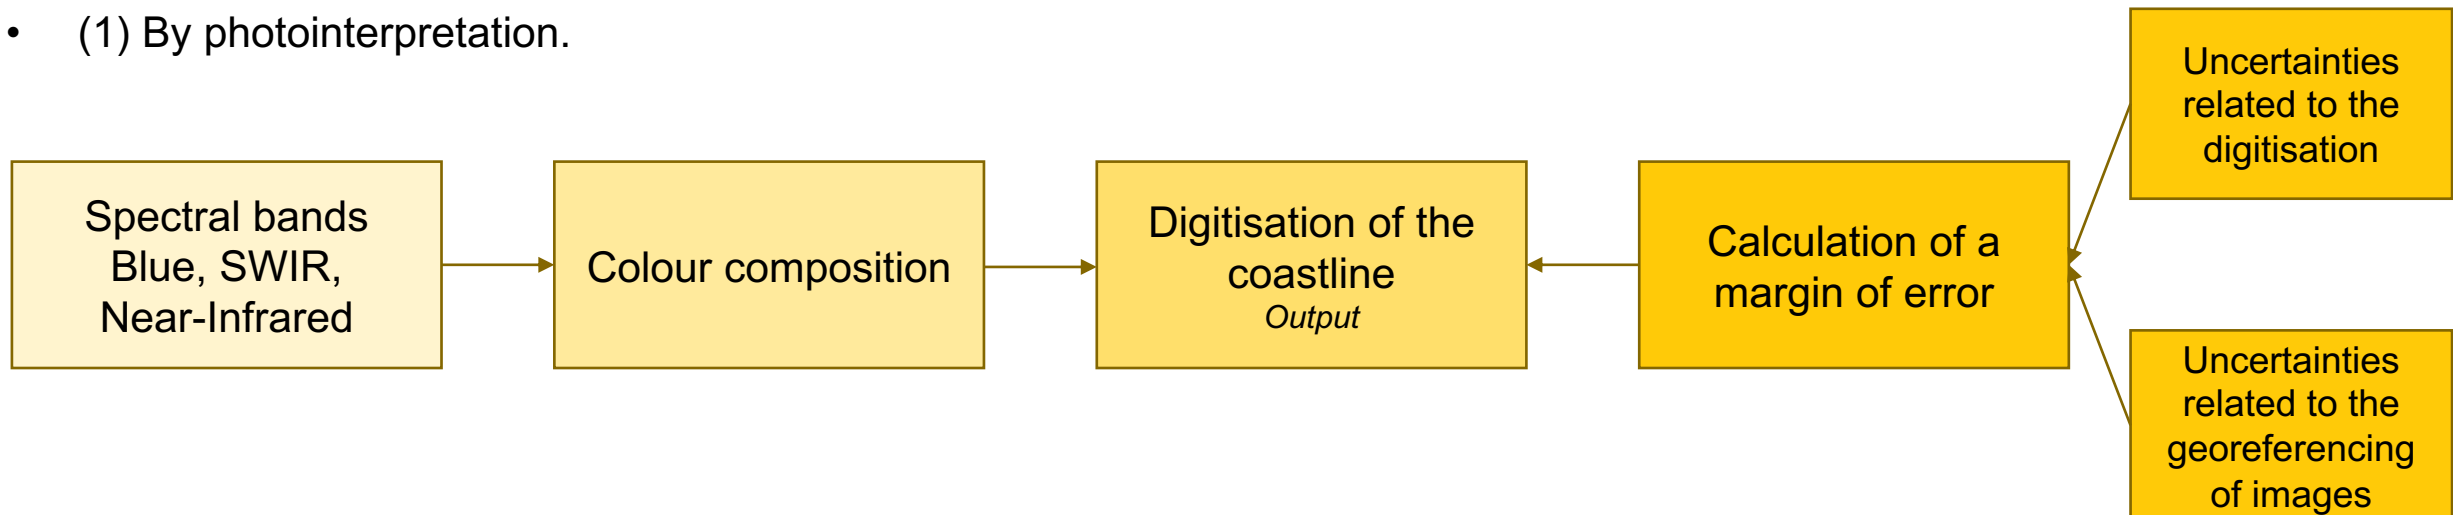 • (1) By photointerpretation.
Spectral bands
Blue, SWIR,
Near-Infrared
Colour composition
Digitisation of the
coastline
Output
Calculation of a
margin of error
Uncertainties
related to the
digitisation
Uncertainties
related to the
georeferencing
of images